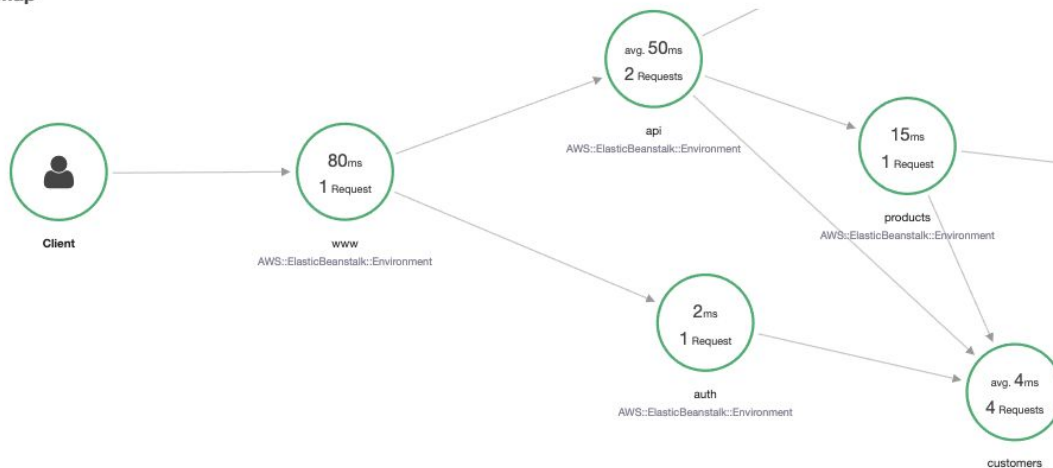 avg. 50ms
2 Requests
api
AWS::ElasticBeanstalk::Environment
15ms
1 Request
products
AWS::ElasticBeanstalk::Environment
Client
80ms
1 Request
www
AWS::ElasticBeanstalk::Environment
2ms
1 Request
auth
AWS::ElasticBeanstalk::Environment
avg. 4ms
4 Requests
customers